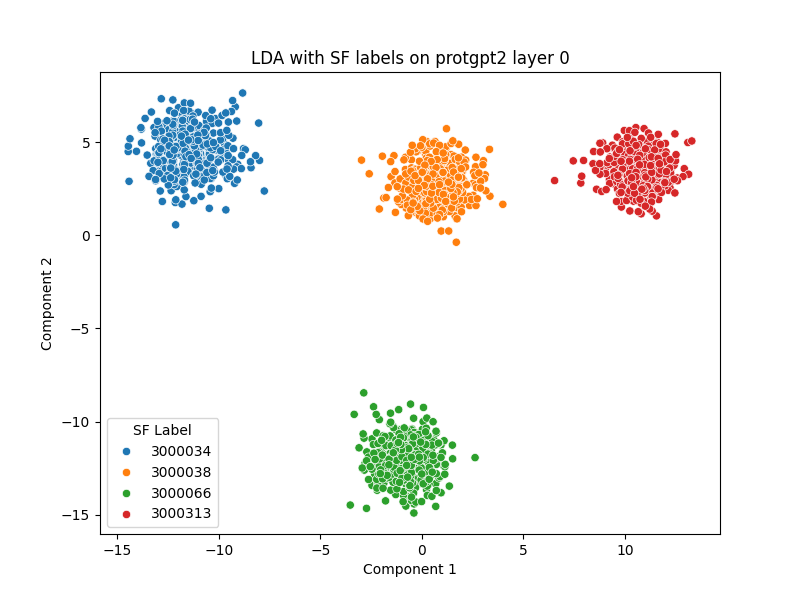 LDA with SF labels on protgpt2 layer 0
Component 2
5
0
−5
−10
−15
SF Label
3000034
3000038
3000066
3000313
−15 −10 −5 0 5 10
Component 1